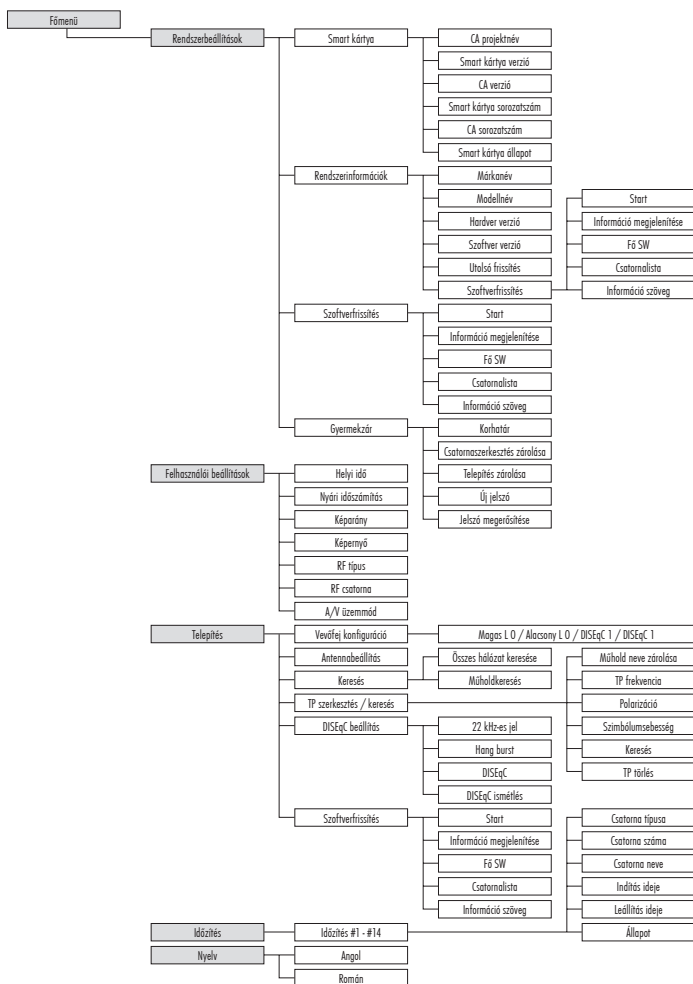 Főmenü
Rendszerbeállítások
Smart kártya
CA projektnév
Smart kártya verzió
CA verzió
Smart kártya sorozatszám
CA sorozatszám
Smart kártya állapot
Rendszerinformációk
Márkanév
Modellnév
Hardver verzió
Szoftver verzió
Utolsó frissítés
Szoftverfrissítés
Start
Információ megjelenítése
Fő SW
Csatornalista
Információ szöveg
Szoftverfrissítés
Start
Információ megjelenítése
Fő SW
Csatornalista
Információ szöveg
Gyermekzár
Korhatár
Csatornaszerkesztés zárolása
Telepítés zárolása
Új jelszó
Jelszó megerősítése
Felhasználói beállítások
Helyi idő
Nyári időszámítás
Képarány
Képernyő
RF típus
RF csatorna
A/V üzemmód
Telepítés
Vevőfej konfiguráció
Magas L O / Alacsony L O / DISEqC 1 / DISEqC 1
Antennabeállítás
Keresés
Összes hálózat keresése
Műholdkeresés
TP szerkesztés / keresés
Műhold neve zárolása
TP frekvencia
Polarizáció
Szimbólumsebesség
Keresés
TP törlés
DISEqC beállítás
22 kHz-es jel
Hang burst
DISEqC
DISEqC ismétlés
Szoftverfrissítés
Start
Információ megjelenítése
Fő SW
Csatornalista
Információ szöveg
Időzítés
Időzítés #1 - #14
Csatorna típusa
Csatorna száma
Csatorna neve
Indítás ideje
Leállítás ideje
Állapot
Nyelv
Angol
Román